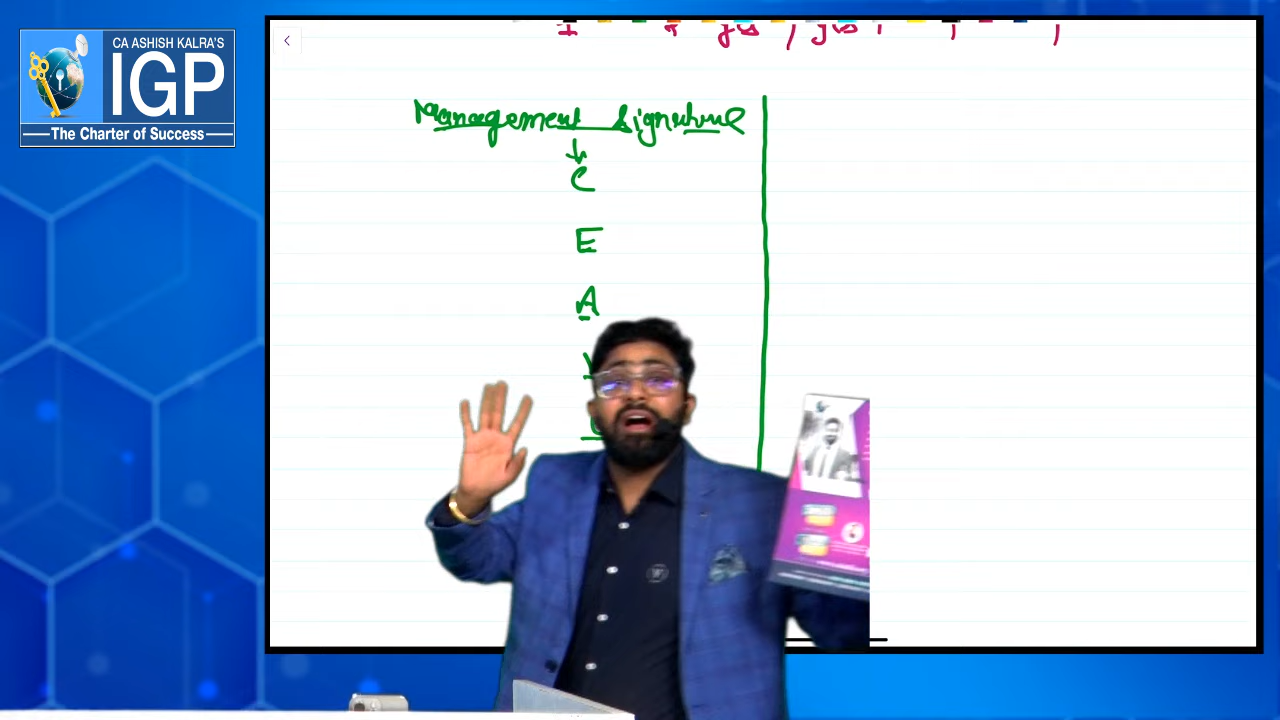 CA ASHISH KALRA'S
IGP
The Charter of Success
Management Signature
C
E
A